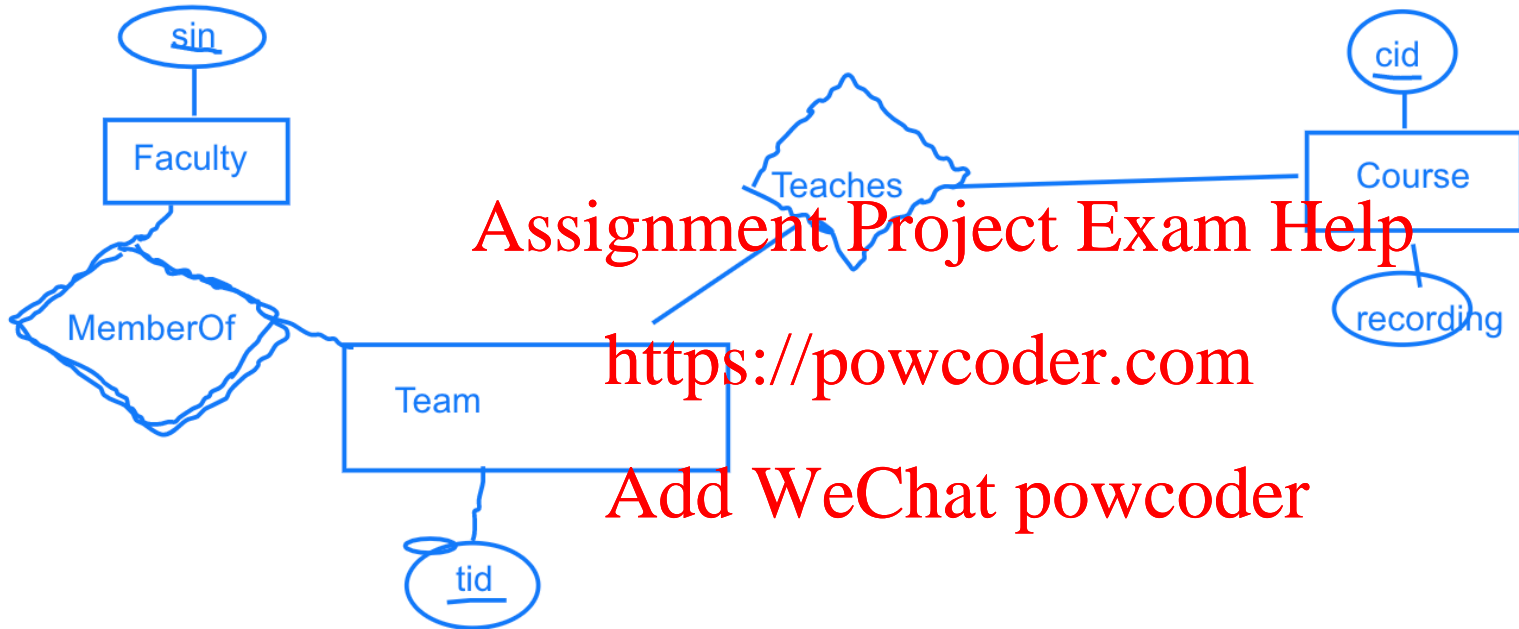 sin
cid
Faculty
Teaches
Course
Assignment Project Exam Help
MemberOf
recording
https://powcoder.com
Team
Add WeChat powcoder
tid